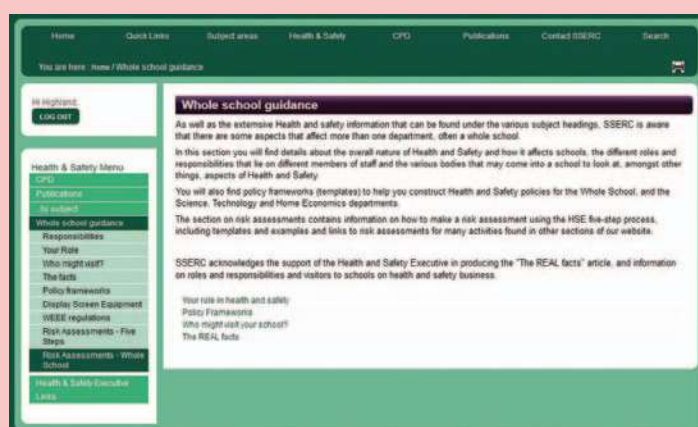 Home Quick Links Subject areas Health & Safety CPD Publications Contact SSERC Search
You are here: Home / Whole school guidance
Hi Highland,
LOG OUT
Health & Safety Menu
CPD
Publications
...by subject
Whole school guidance
Responsibilities
Your Role
Who might visit?
The facts
Policy frameworks
Display Screen Equipment
WEEE regulations
Risk Assessments - Five
Steps
Risk Assessments - Whole
School
Health & Safety Executive
Links
Whole school guidance
As well as the extensive Health and safety information that can be found under the various subject headings, SSERC is aware
that there are some aspects that affect more than one department, often a whole school.
In this section you will find details about the overall nature of Health and Safety and how it affects schools, the different roles and
responsibilities that lie on different members of staff and the various bodies that may come into a school to look at, amongst other
things, aspects of Health and Safety.
You will also find policy frameworks (templates) to help you construct Health and Safety policies for the Whole School, and the
Science, Technology and Home Economics departments.
The section on risk assessments contains information on how to make a risk assessment using the HSE five-step process,
including templates and examples and links to risk assessments for many activities found in other sections of our website.
SSERC acknowledges the support of the Health and Safety Executive in producing the "The REAL facts" article, and information
on roles and responsibilities and visitors to schools on health and safety business.
Your role in health and safety
Policy Frameworks
Who might visit your school?
The REAL facts